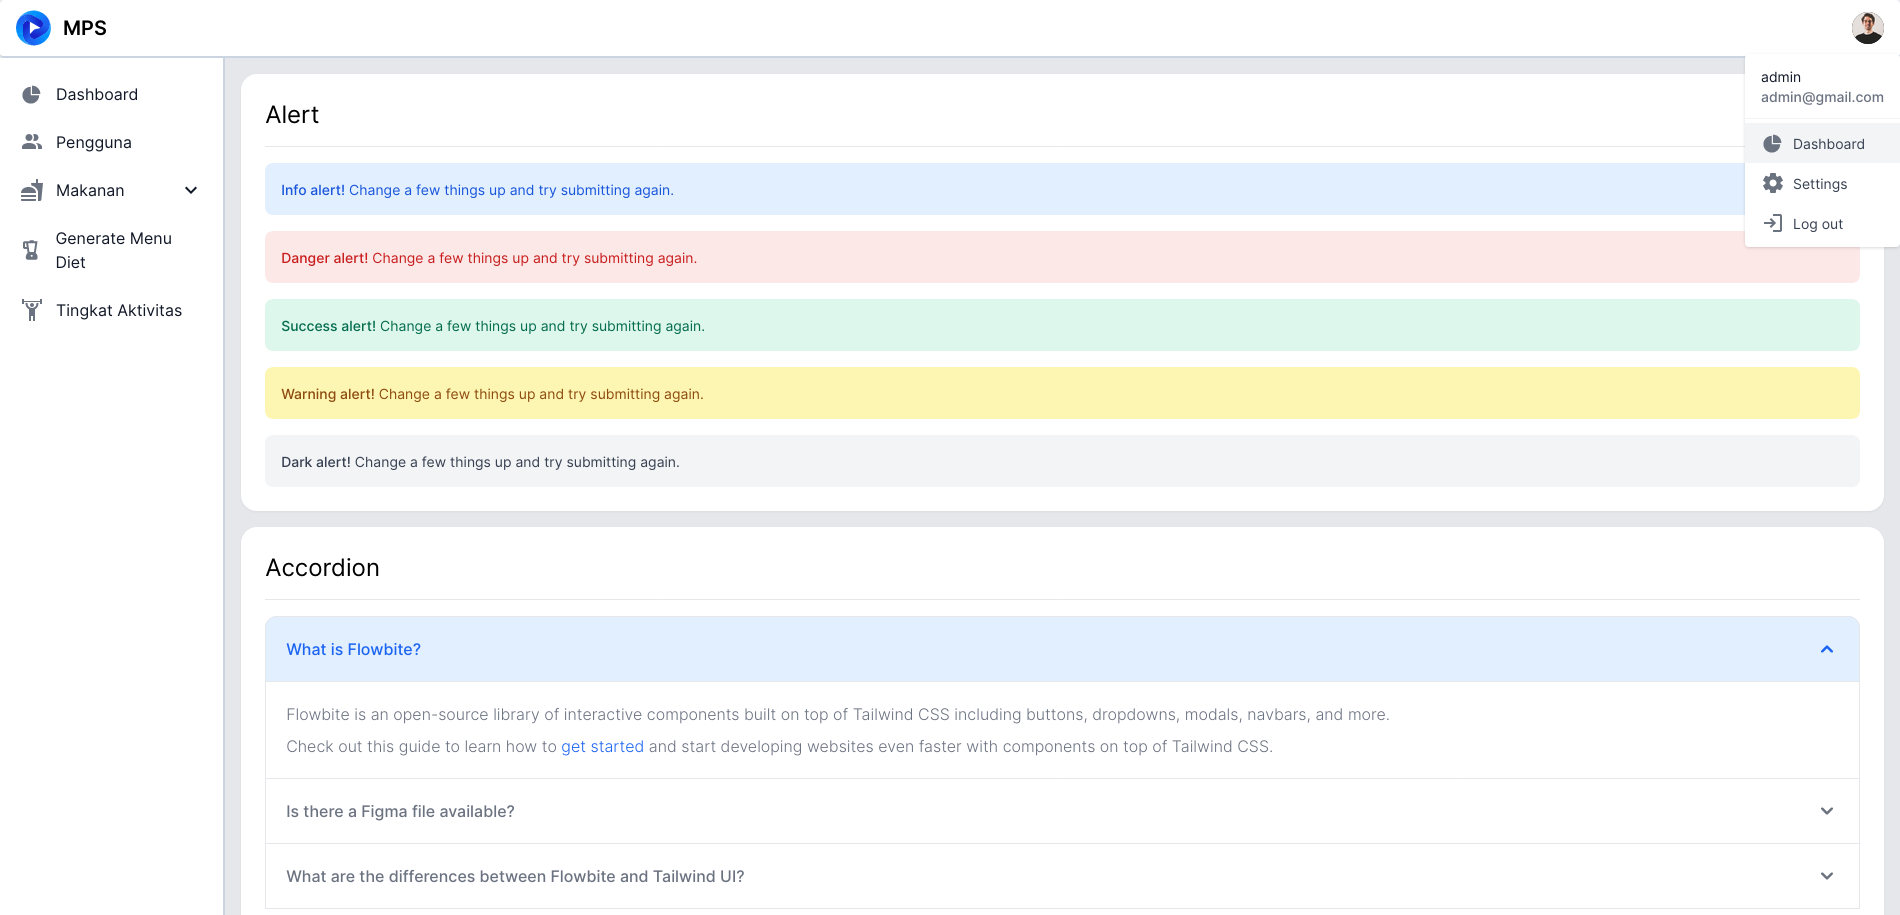 MPS
admin
admin@gmail.com
Dashboard
Settings
Log out
Dashboard
Pengguna
Makanan
Generate Menu
Diet
Tingkat Aktivitas
Alert
Info alert! Change a few things up and try submitting again.
Danger alert! Change a few things up and try submitting again.
Success alert! Change a few things up and try submitting again.
Warning alert! Change a few things up and try submitting again.
Dark alert! Change a few things up and try submitting again.
Accordion
What is Flowbite?
Flowbite is an open-source library of interactive components built on top of Tailwind CSS including buttons, dropdowns, modals, navbars, and more.
Check out this guide to learn how to get started and start developing websites even faster with components on top of Tailwind CSS.
Is there a Figma file available?
What are the differences between Flowbite and Tailwind UI?